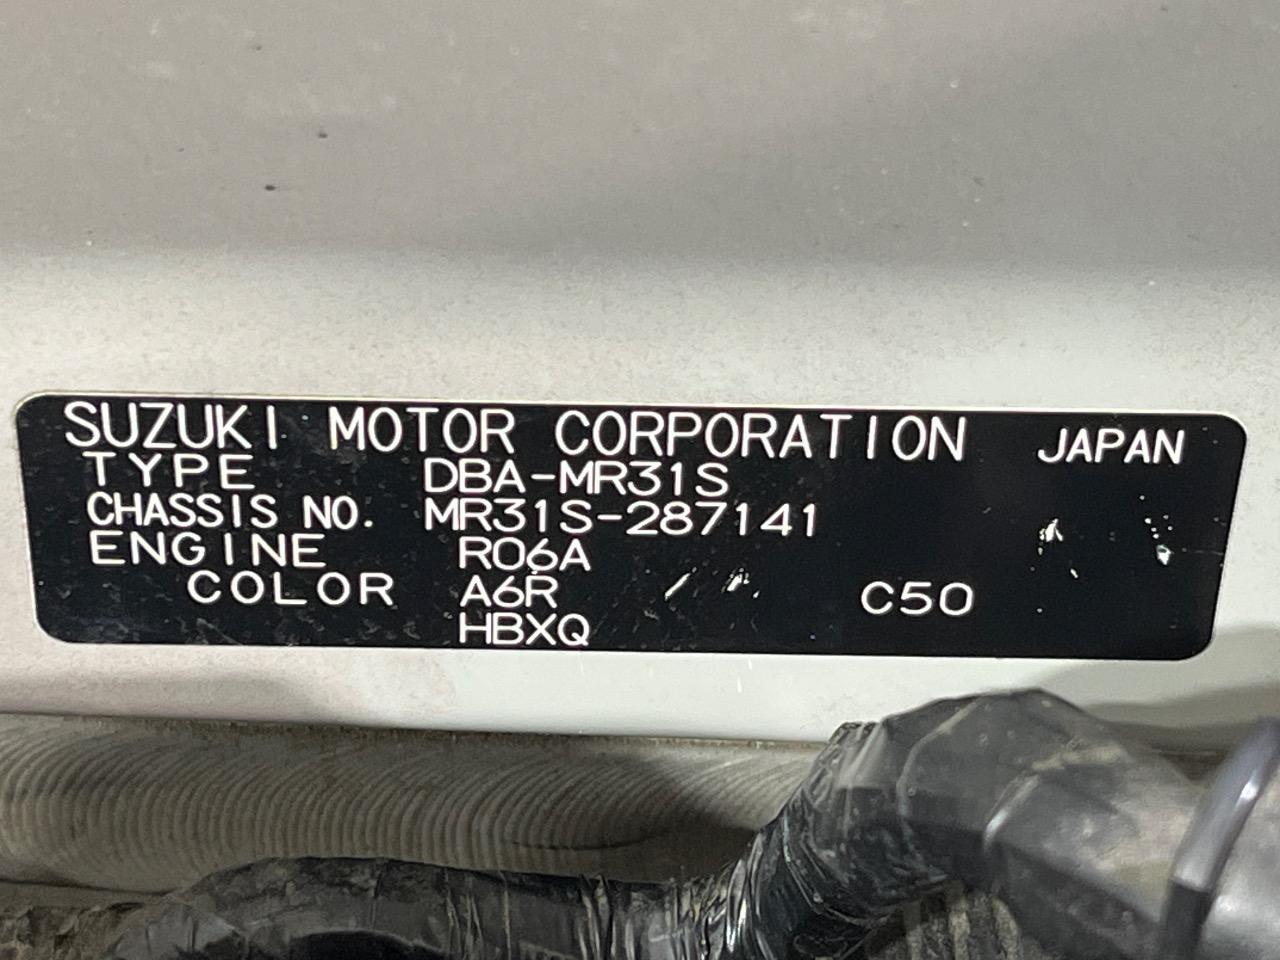 SUZUKI MOTOR CORPORATION JAPAN
TYPE DBA-MR31S
CHASSIS NO. MR31S-287141
ENGINE R06A
COLOR A6R C50
HBXQ